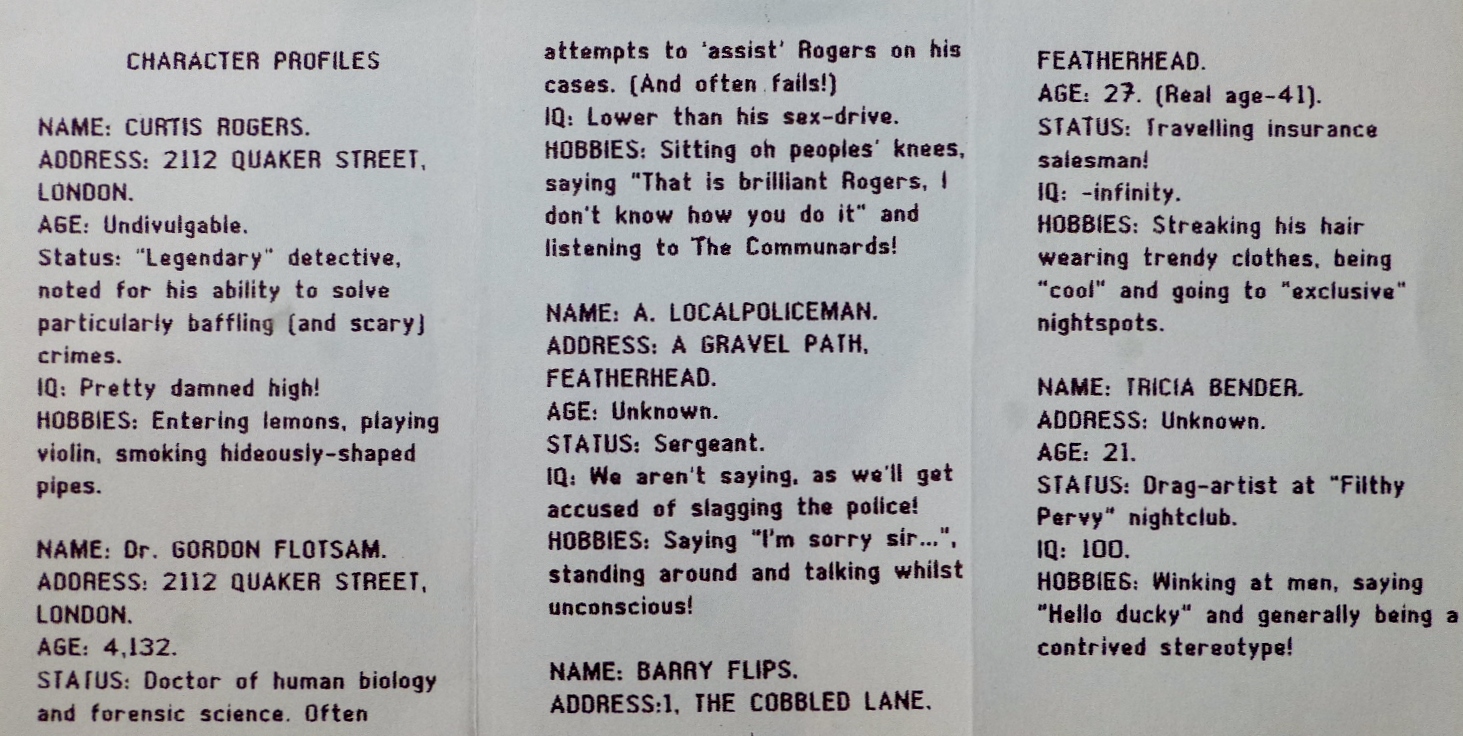 CHARACTER PROFILES
NAME: CURTIS ROGERS.
ADDRESS: 2112 QUAKER STREET,
LONDON.
AGE: Undivulgable.
Status: "Legendary" detective,
noted for his ability to solve
particularly baffling (and scary)
crimes.
IQ: Pretty damned high!
HOBBIES: Entering lemons, playing
violin, smoking hideously-shaped
pipes.
NAME: Dr. GORDON FLOTSAM.
ADDRESS: 2112 QUAKER STREET,
LONDON.
AGE: 4,132.
STATUS: Doctor of human biology
and forensic science. Often
attempts to 'assist' Rogers on his
cases. (And often fails!)
IQ: Lower than his sex-drive.
HOBBIES: Sitting oh peoples' knees,
saying "That is brilliant Rogers, I
don't know how you do it" and
listening to The Communards!
NAME: A. LOCALPOLICEMAN.
ADDRESS: A GRAVEL PATH,
FEATHERHEAD.
AGE: Unknown.
STATUS: Sergeant.
IQ: We aren't saying, as we'll get
accused of slagging the police!
HOBBIES: Saying "I'm sorry sir...",
standing around and talking whilst
unconscious!
NAME: BARRY FLIPS.
ADDRESS:1, THE COBBLED LANE.
FEATHERHEAD.
AGE: 27. (Real age-41).
STATUS: Travelling insurance
salesman!
IQ: -infinity.
HOBBIES: Streaking his hair
wearing trendy clothes, being
"cool" and going to "exclusive"
nightspots.
NAME: TRICIA BENDER.
ADDRESS: Unknown.
AGE: 21.
STATUS: Drag-artist at "Filthy
Pervy" nightclub.
IQ: 100.
HOBBIES: Winking at men, saying
"Hello ducky" and generally being a
contrived stereotype!